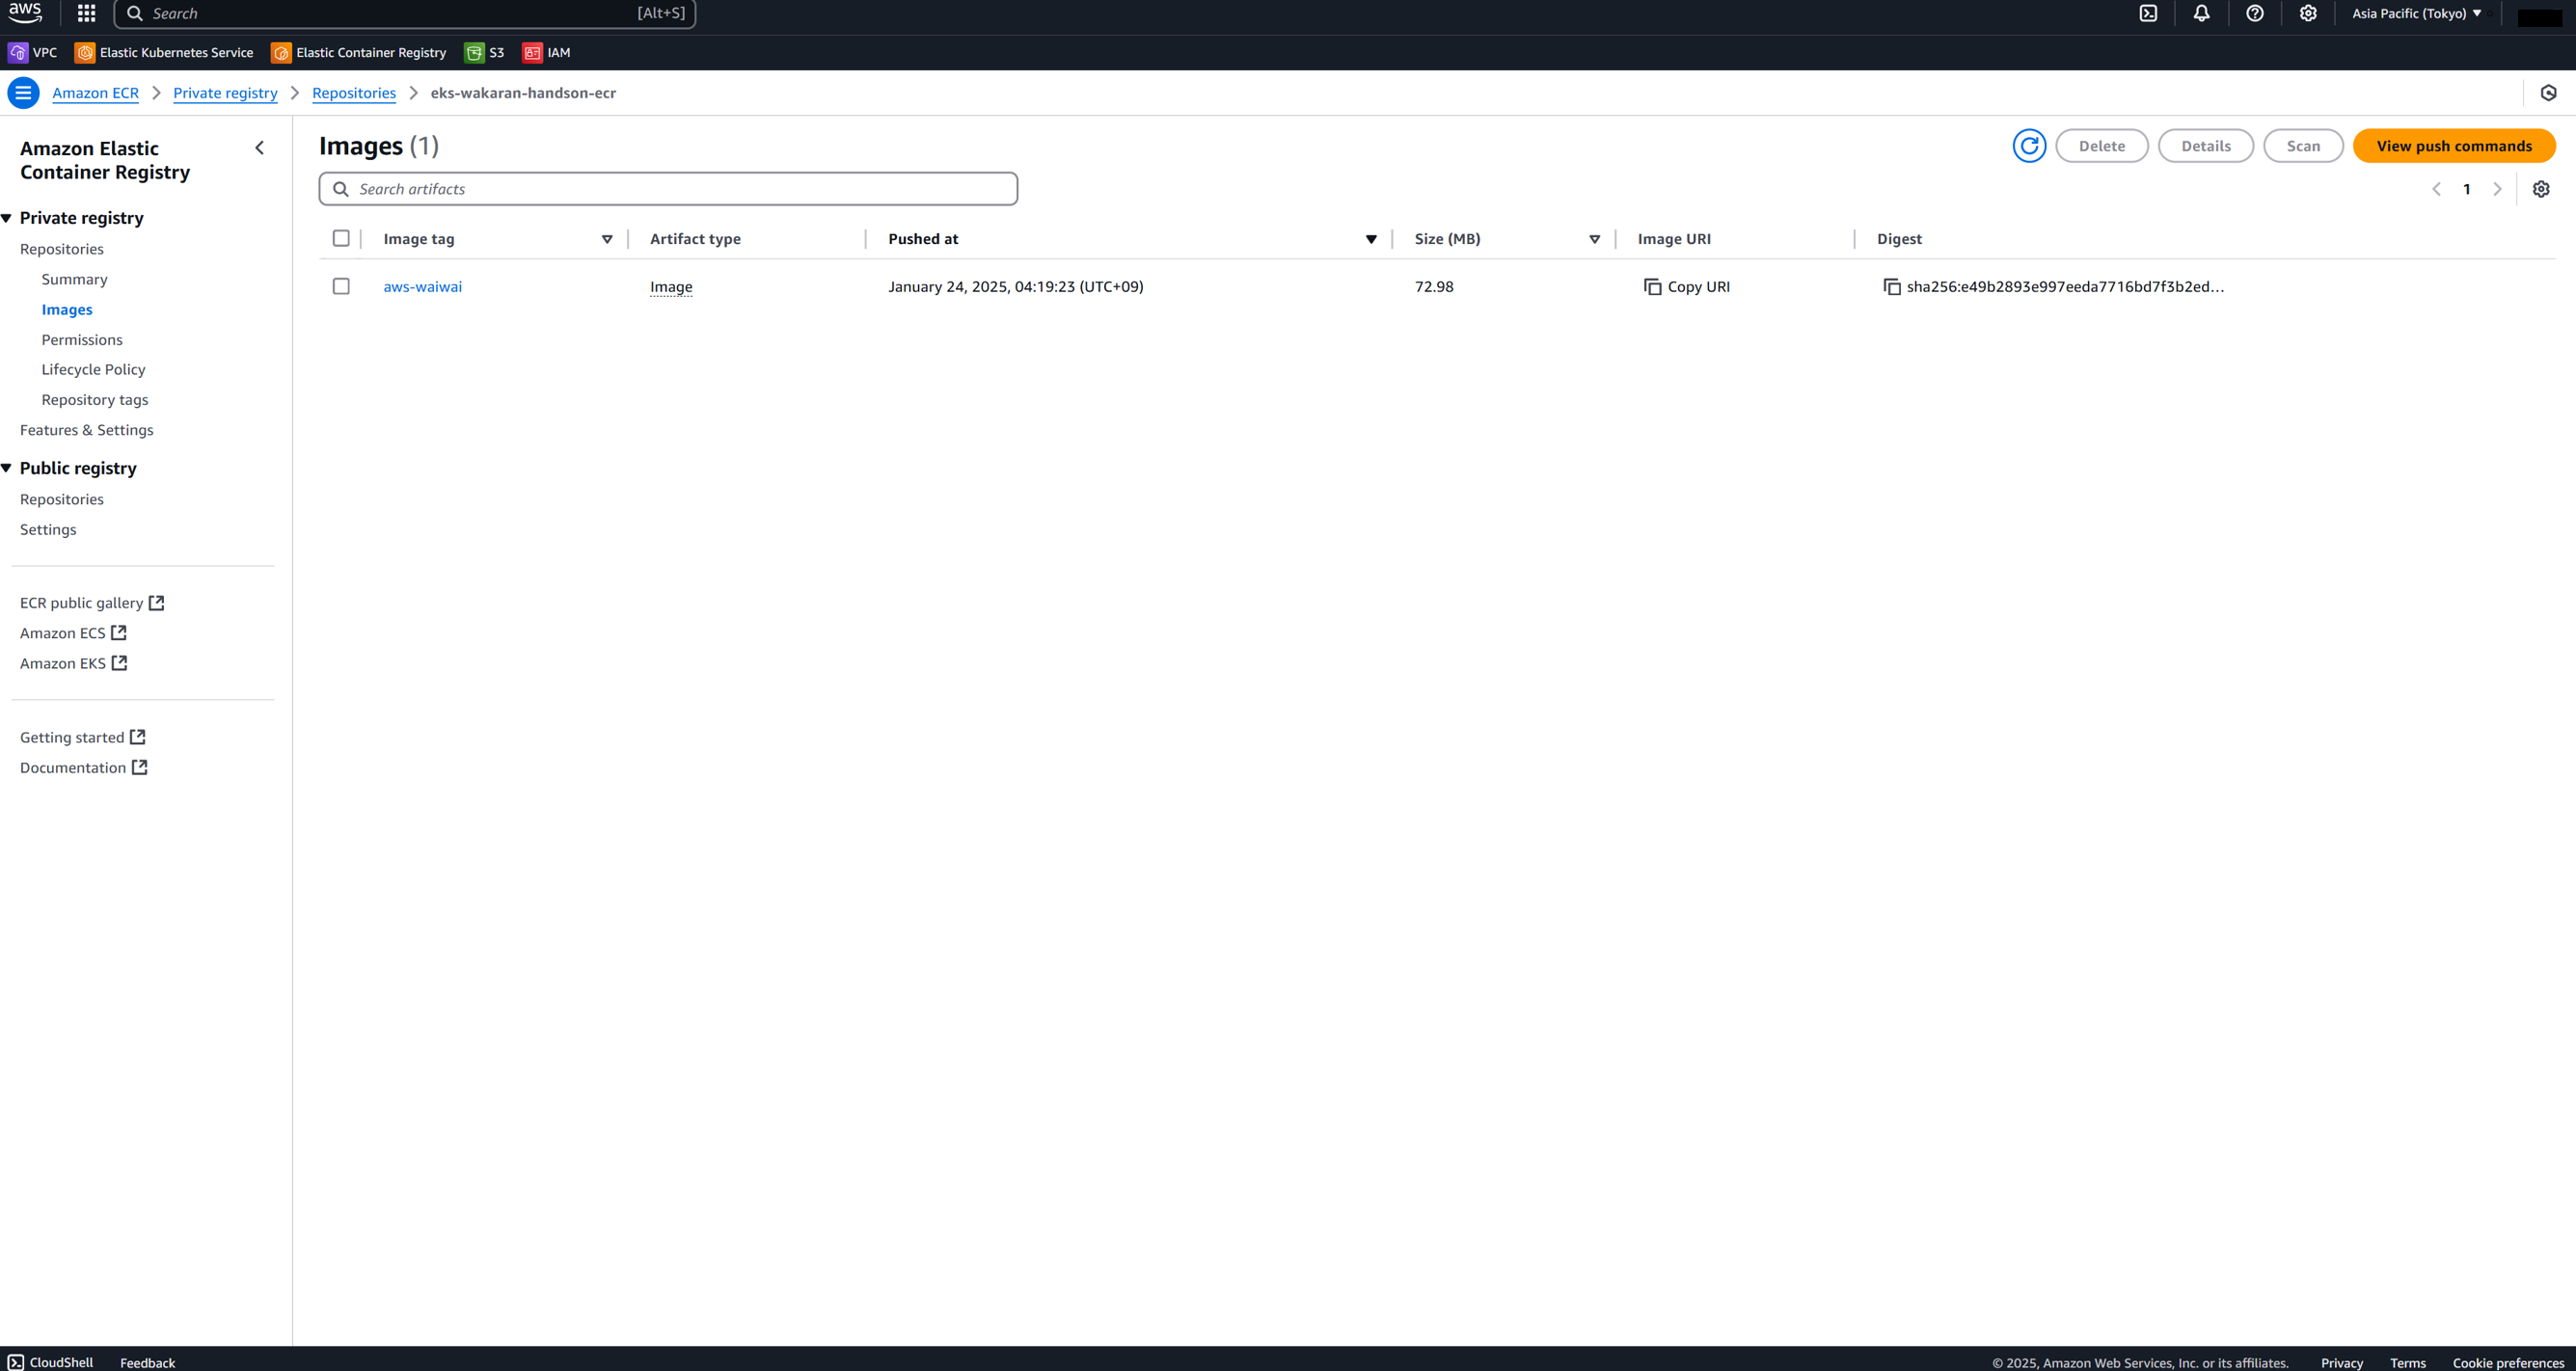 aws
Search [Alt+S] Asia Pacific (Tokyo)
VPC Elastic Kubernetes Service Elastic Container Registry S3 IAM
Amazon ECR Private registry Repositories eks-wakaran-handson-ecr
Amazon Elastic
Container Registry
Private registry
Repositories
Summary
Images
Permissions
Lifecycle Policy
Repository tags
Features & Settings
Public registry
Repositories
Settings
ECR public gallery
Amazon ECS
Amazon EKS
Getting started
Documentation
Images (1) Delete Details Scan View push commands
Search artifacts 1
Image tag Artifact type Pushed at Size (MB) Image URI Digest
aws-waiwai Image January 24, 2025, 04:19:23 (UTC+09) 72.98 Copy URI sha256:e49b2893e997eeda7716bd7f3b2ed...
CloudShell Feedback © 2025, Amazon Web Services, Inc. or its affiliates. Privacy Terms Cookie preferences